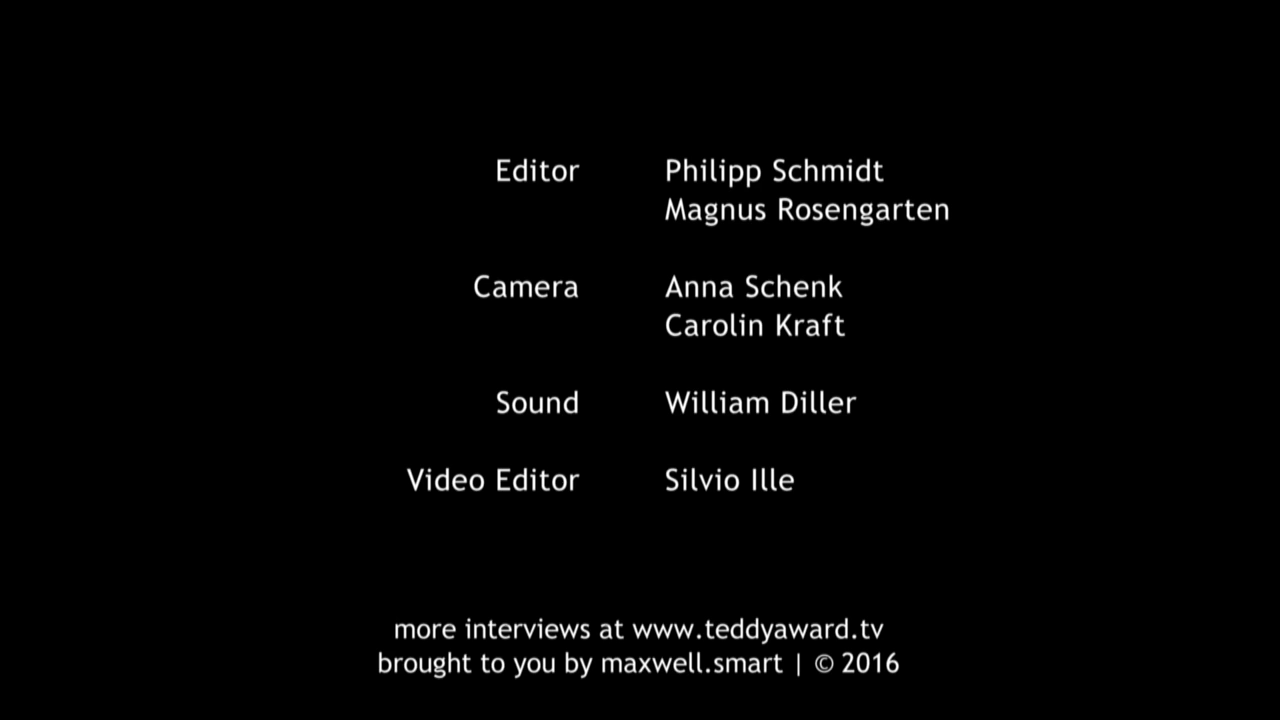 Editor Philipp Schmidt
Magnus Rosengarten
Camera Anna Schenk
Carolin Kraft
Sound William Diller
Video Editor Silvio Ille
more interviews at www.teddyaward.tv
brought to you by maxwell.smart | © 2016